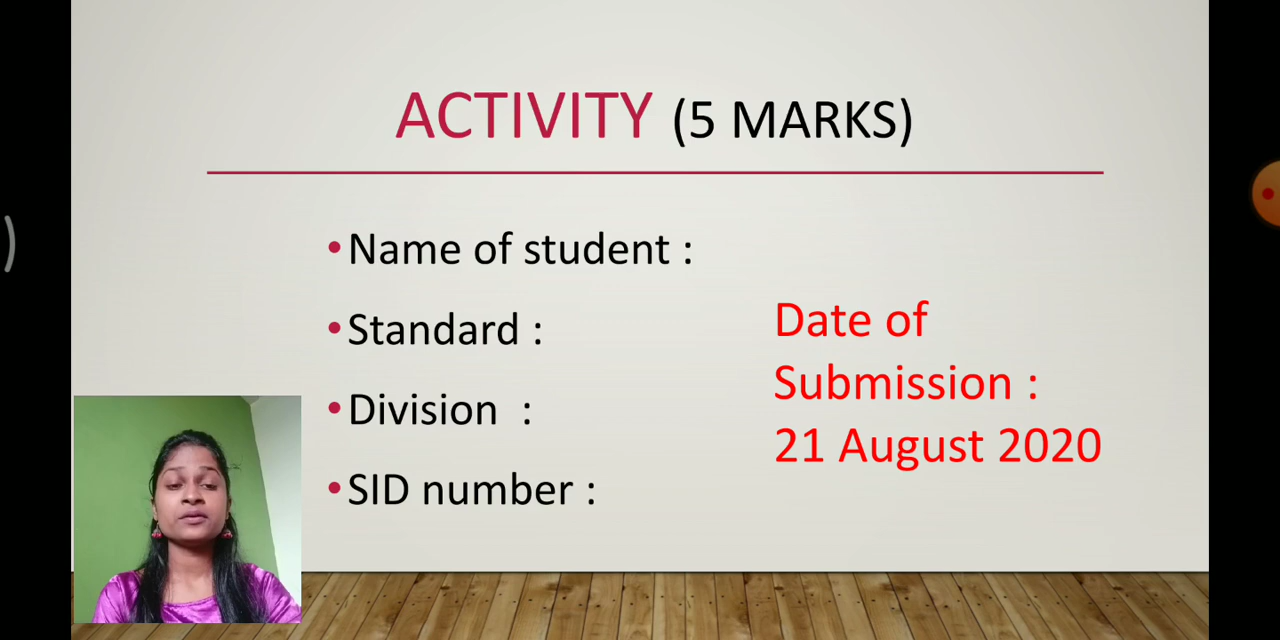 ACTIVITY (5 MARKS)
•Name of student :
•Standard :
•Division  :
•SID number :
Date of
Submission :
21 August 2020